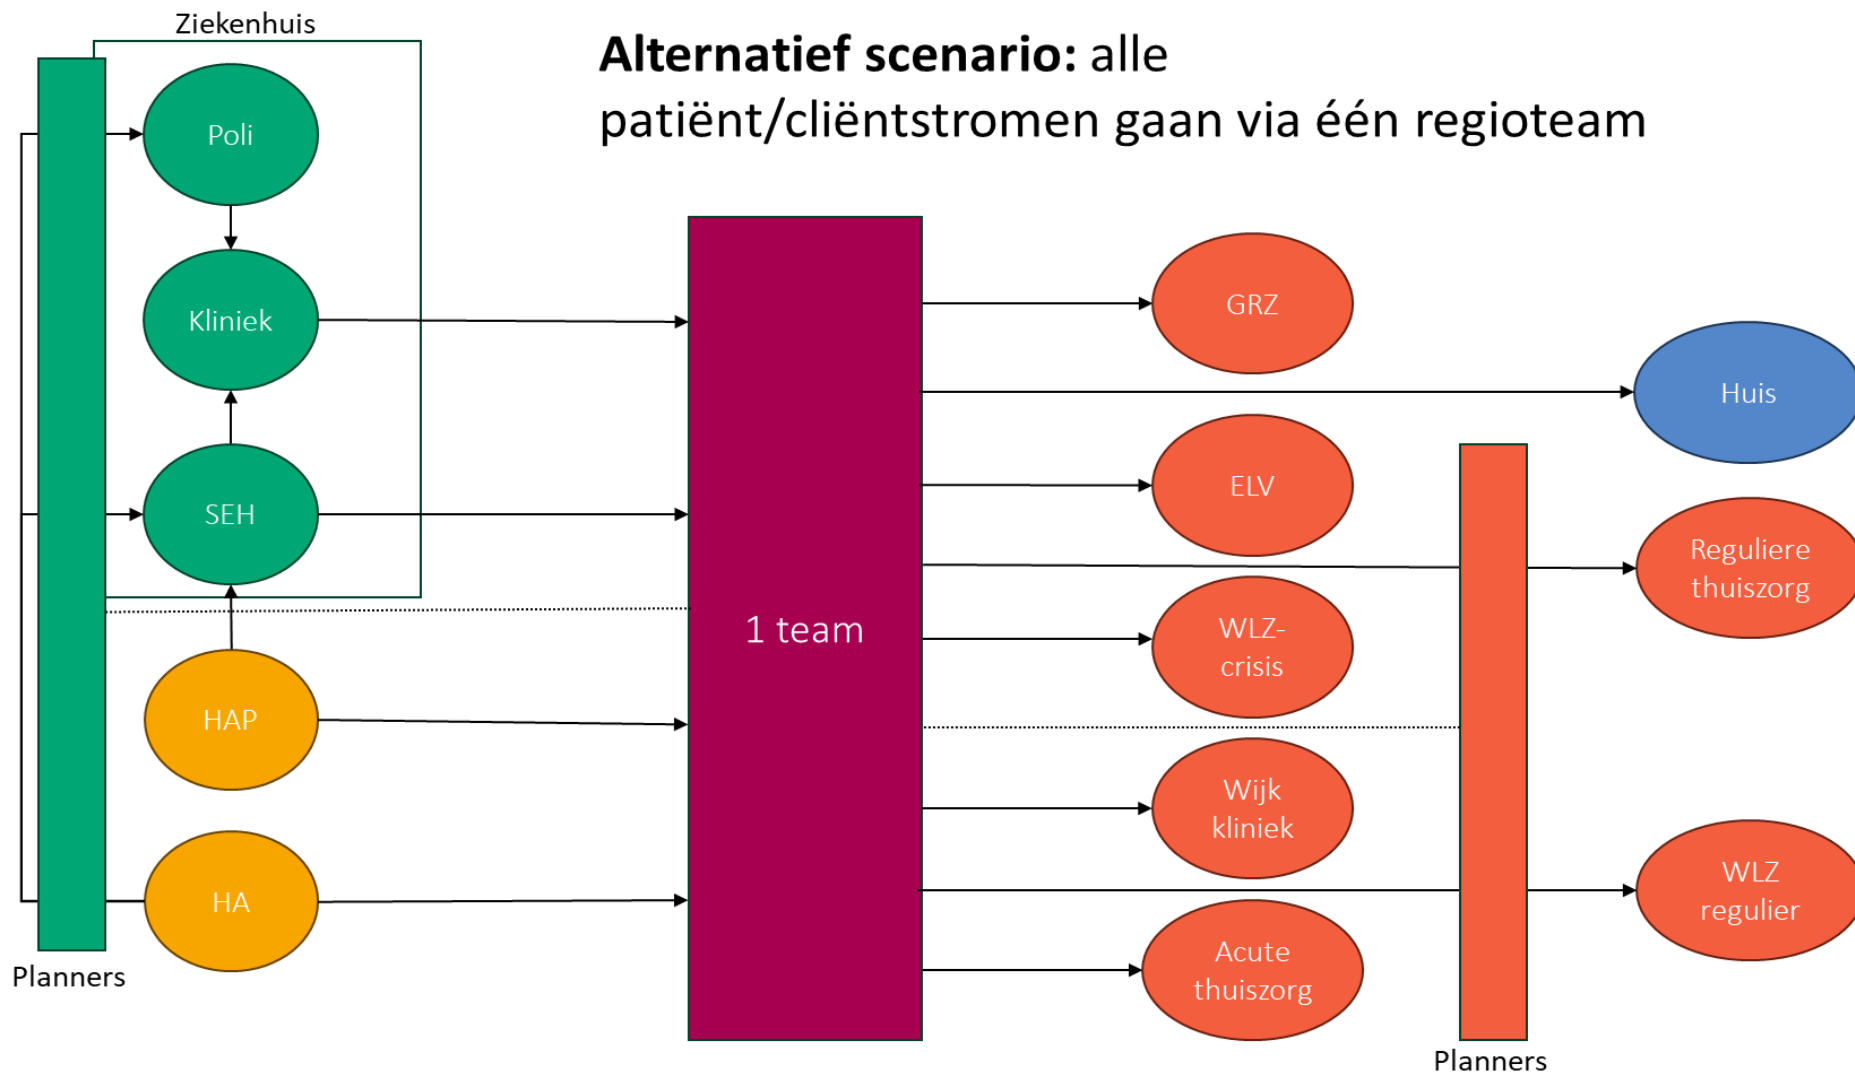 Ziekenhuis
Alternatief scenario: alle
patiënt/cliëntstromen gaan via één regioteam
Poli
Kliniek
SEH
HAP
HA
Planners
1 team
GRZ
ELV
WLZ-
crisis
Wijk
kliniek
Acute
thuiszorg
Planners
Huis
Reguliere
thuiszorg
WLZ
regulier